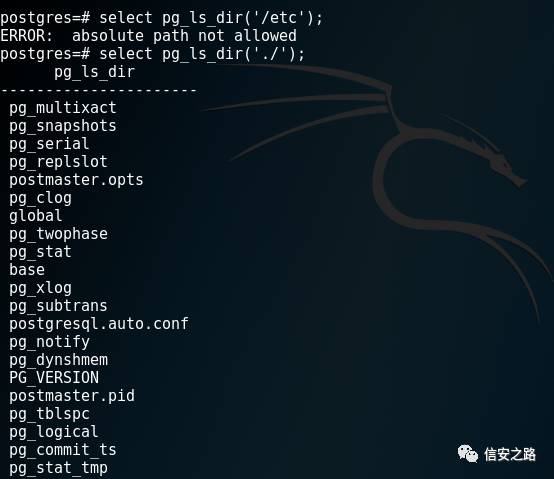 postgres=# select pg_ls_dir('/etc');
ERROR:  absolute path not allowed
postgres=# select pg_ls_dir('./');
      pg_ls_dir
----------------------
 pg_multixact
 pg_snapshots
 pg_serial
 pg_replslot
 postmaster.opts
 pg_clog
 global
 pg_twophase
 pg_stat
 base
 pg_xlog
 pg_subtrans
 postgresql.auto.conf
 pg_notify
 pg_dynshmem
 PG_VERSION
 postmaster.pid
 pg_tblspc
 pg_logical
 pg_commit_ts
 pg_stat_tmp
信安之路